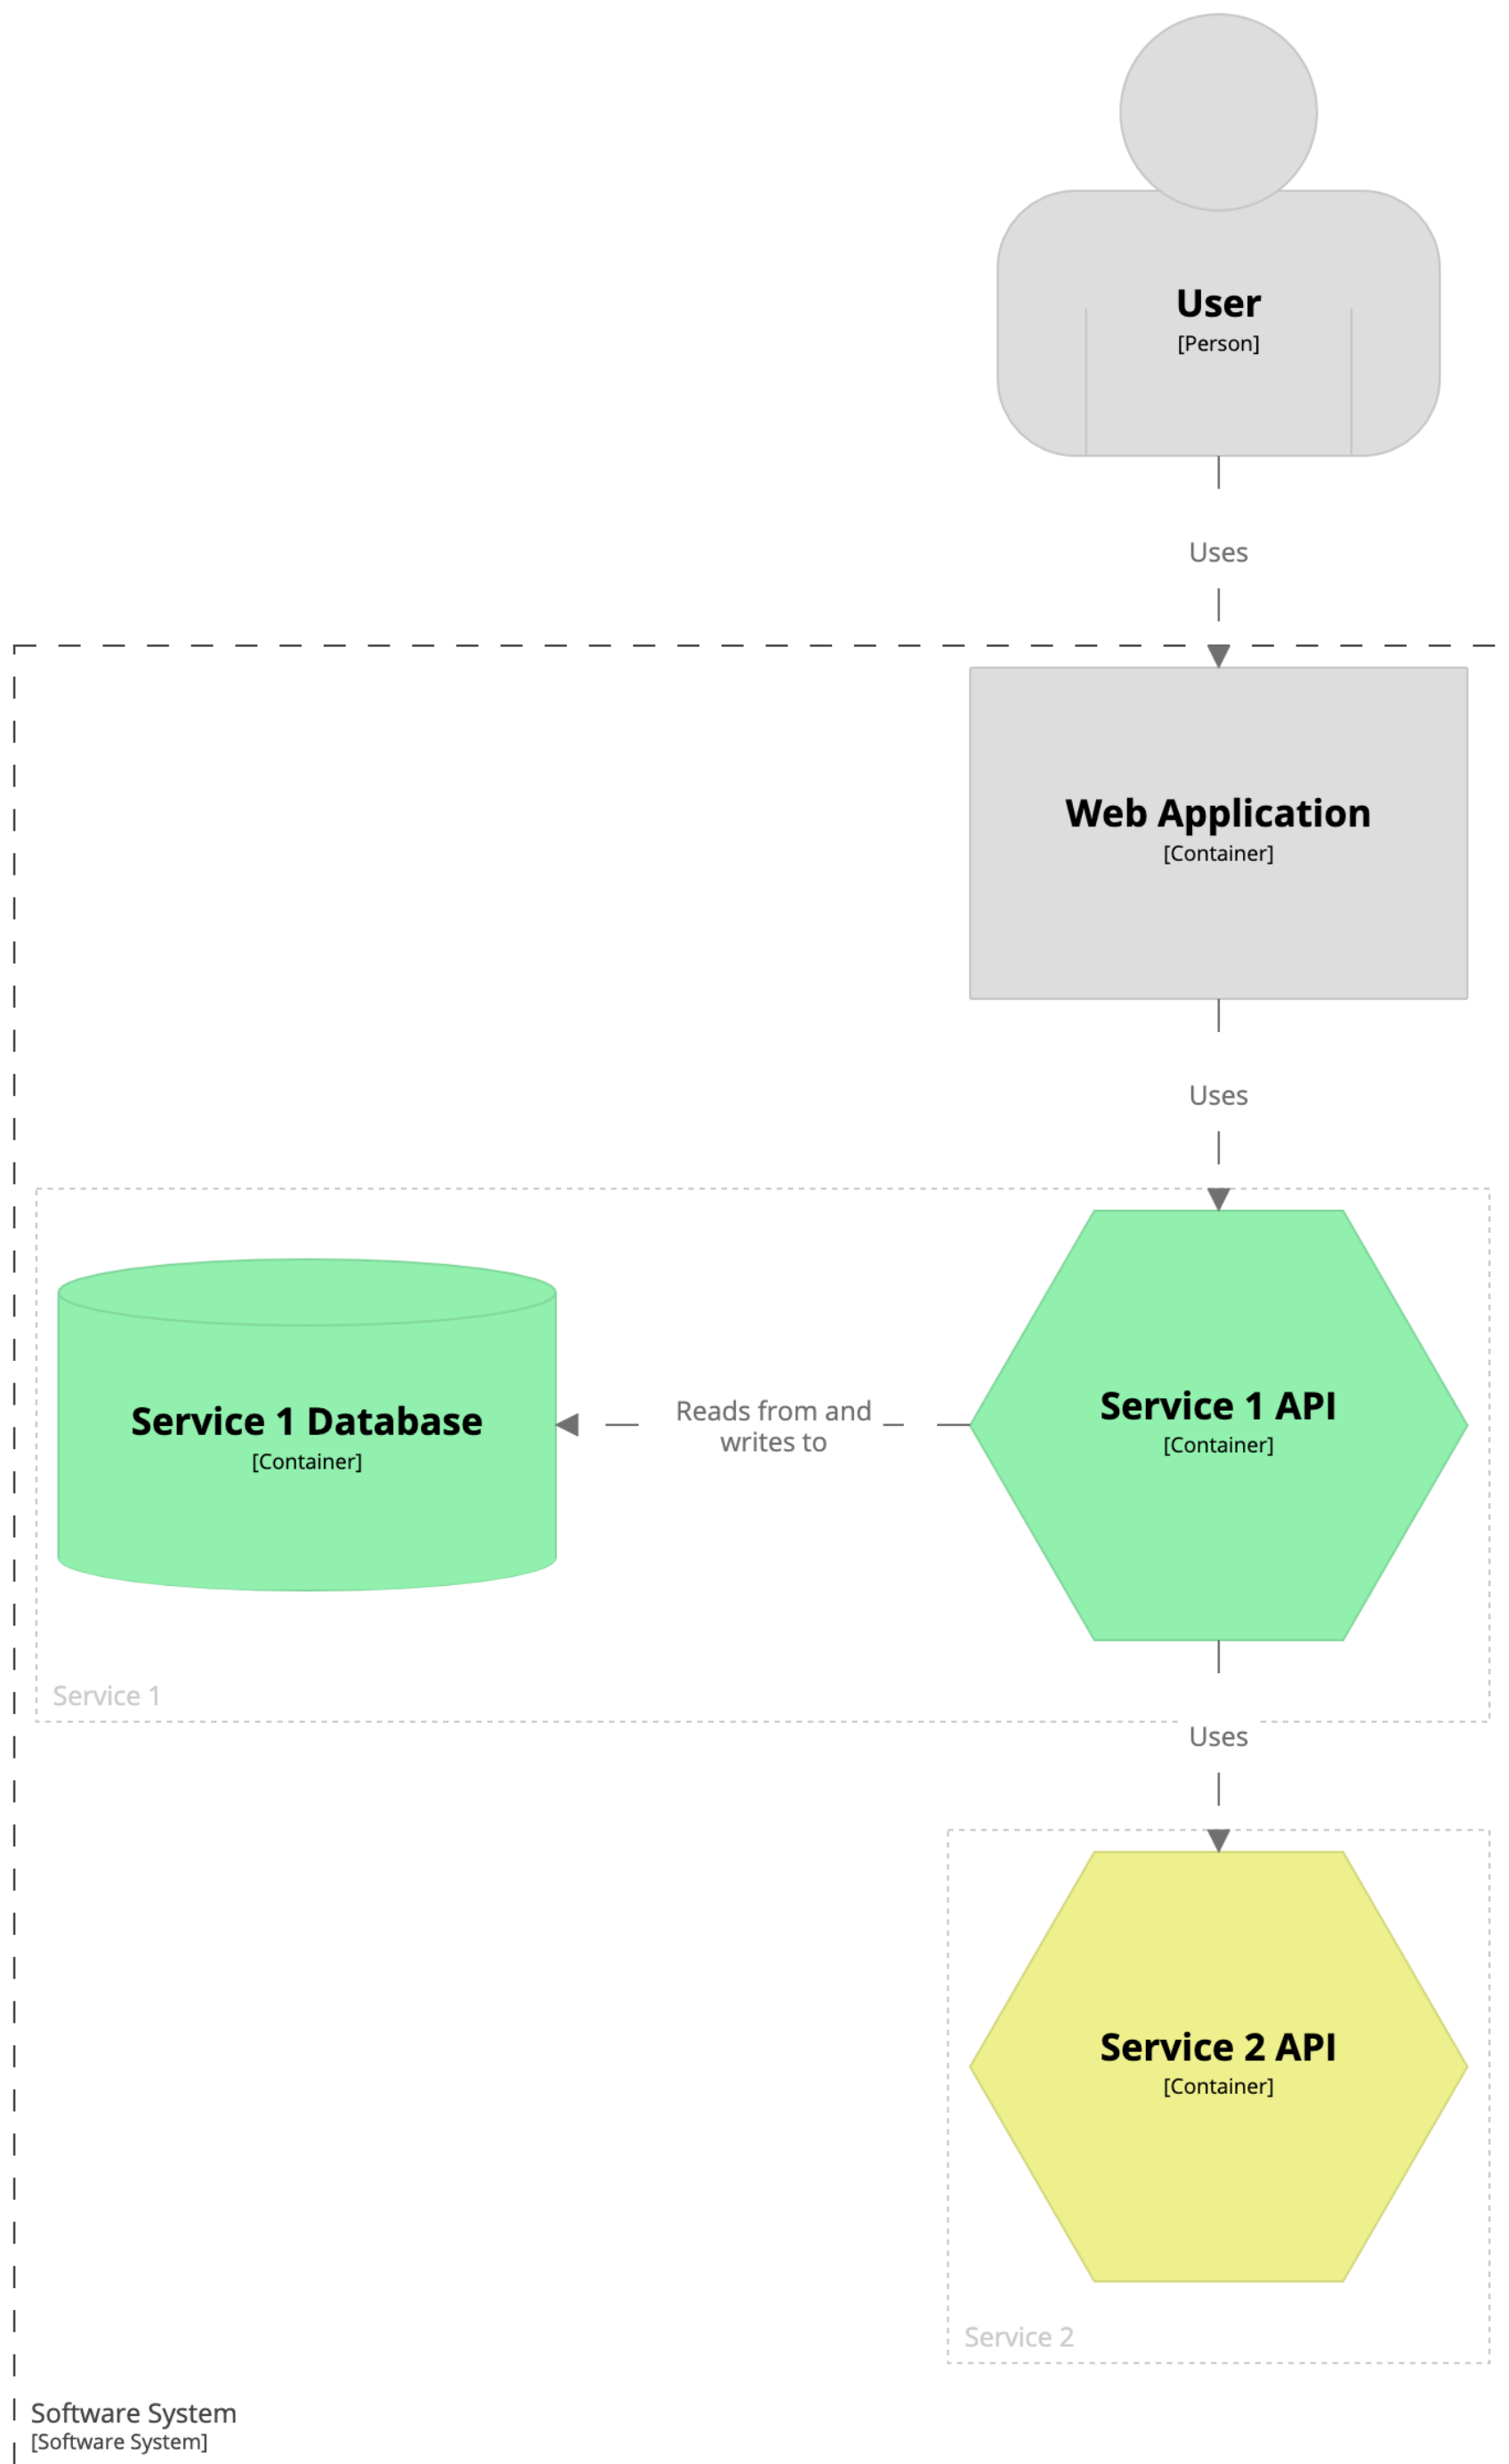 User
[Person]
Uses
Web Application
[Container]
Uses
Service 1 Database
[Container]
Reads from and
writes to
Service 1 API
[Container]
Service 1
Uses
Service 2 API
[Container]
Service 2
Software System
[Software System]